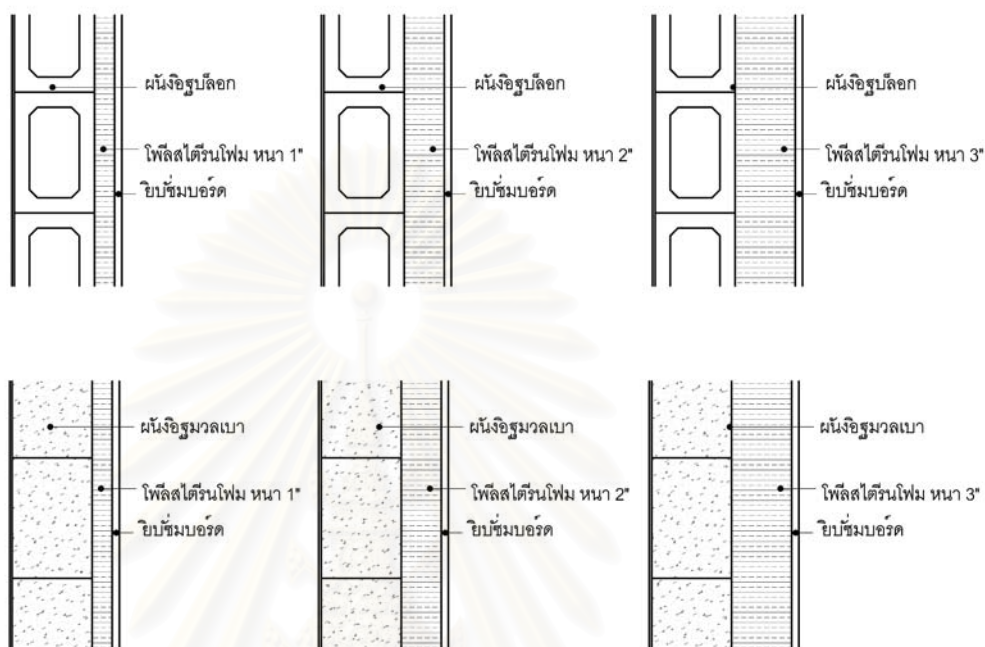 ผนังอิฐบล็อก
โพลีสไตรีนโฟม หนา 1"
ยิบซั่มบอร์ด
ผนังอิฐบล็อก
โพลีสไตรีนโฟม หนา 2"
ยิบซั่มบอร์ด
ผนังอิฐบล็อก
โพลีสไตรีนโฟม หนา 3"
ยิบซั่มบอร์ด
ผนังอิฐมวลเบา
โพลีสไตรีนโฟม หนา 1"
ยิบซั่มบอร์ด
ผนังอิฐมวลเบา
โพลีสไตรีนโฟม หนา 2"
ยิบซั่มบอร์ด
ผนังอิฐมวลเบา
โพลีสไตรีนโฟม หนา 3"
ยิบซั่มบอร์ด